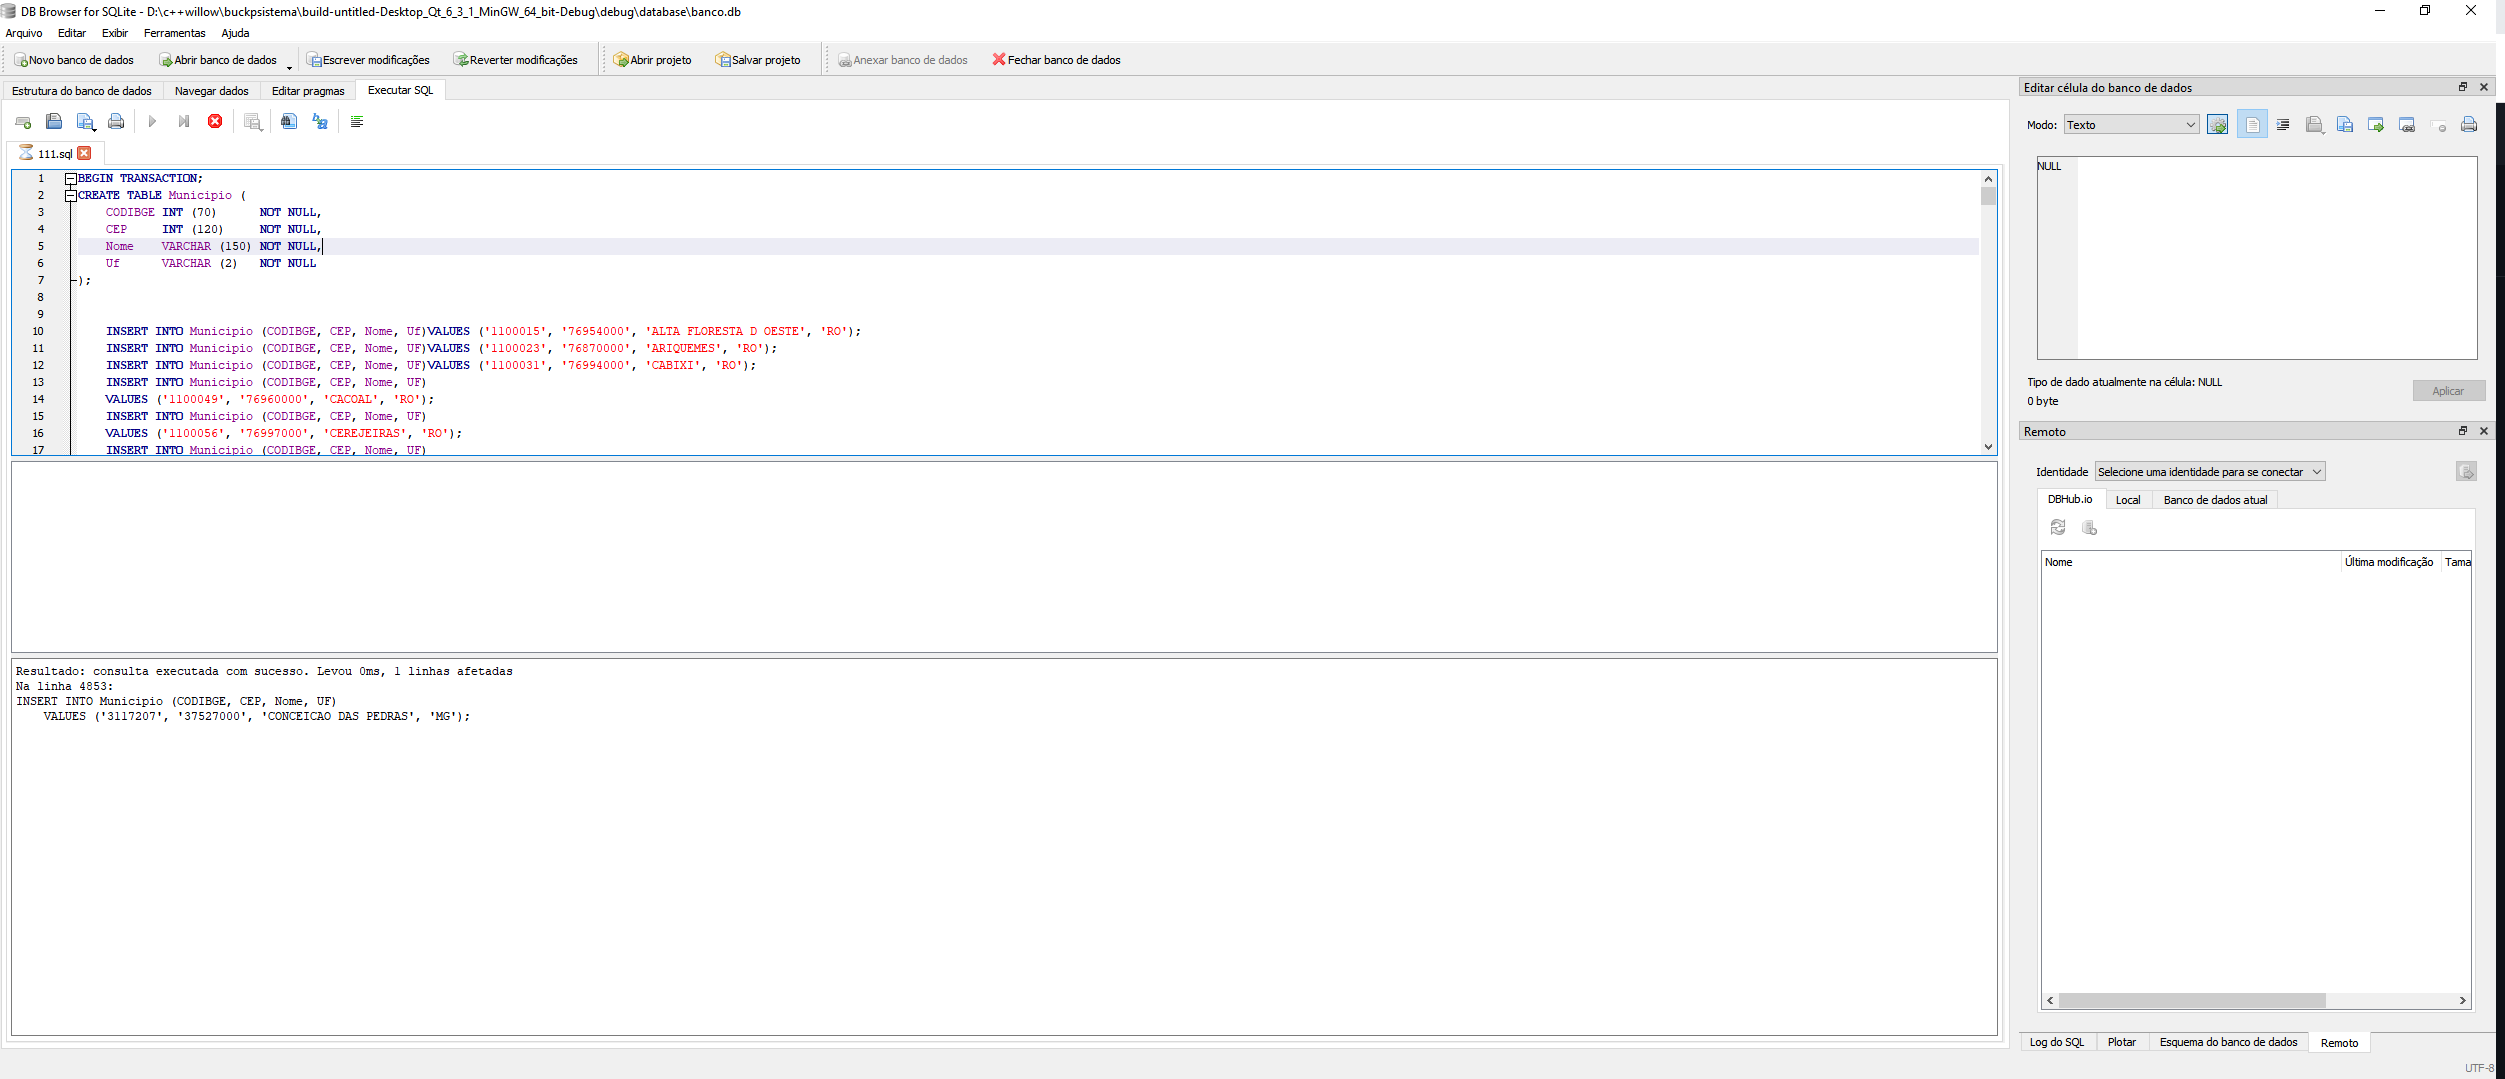 DB Browser for SQLite - D:\c++willow\buckpsistema\build-untitled-Desktop_Qt_6_3_1_MinGW_64_bit-Debug\debug\database\banco.db
Arquivo Editar Exibir Ferramentas Ajuda
Novo banco de dados Abrir banco de dados Escrever modificações Reverter modificações Abrir projeto Salvar projeto Anexar banco de dados Fechar banco de dados
Estrutura do banco de dados Navegar dados Editar pragmas Executar SQL
111.sql
1 BEGIN TRANSACTION;
2 CREATE TABLE Municipio (
3 CODIBGE INT (70) NOT NULL,
4 CEP INT (120) NOT NULL,
5 Nome VARCHAR (150) NOT NULL,
6 Uf VARCHAR (2) NOT NULL
7 );
8
9
10 INSERT INTO Municipio (CODIBGE, CEP, Nome, Uf)VALUES ('1100015', '76954000', 'ALTA FLORESTA D OESTE', 'RO');
11 INSERT INTO Municipio (CODIBGE, CEP, Nome, UF)VALUES ('1100023', '76870000', 'ARIQUEMES', 'RO');
12 INSERT INTO Municipio (CODIBGE, CEP, Nome, UF)VALUES ('1100031', '76994000', 'CABIXI', 'RO');
13 INSERT INTO Municipio (CODIBGE, CEP, Nome, UF)
14 VALUES ('1100049', '76960000', 'CACOAL', 'RO');
15 INSERT INTO Municipio (CODIBGE, CEP, Nome, UF)
16 VALUES ('1100056', '76997000', 'CEREJEIRAS', 'RO');
17 INSERT INTO Municipio (CODIBGE, CEP, Nome, UF)
Resultado: consulta executada com sucesso. Levou 0ms, 1 linhas afetadas
Na linha 4853:
INSERT INTO Municipio (CODIBGE, CEP, Nome, UF)
VALUES ('3117207', '37527000', 'CONCEICAO DAS PEDRAS', 'MG');
Editar célula do banco de dados
Modo: Texto
NULL
Tipo de dado atualmente na célula: NULL
0 byte
Aplicar
Remoto
Identidade Selecione uma identidade para se conectar
DBHub.io Local Banco de dados atual
Nome Última modificação Tama
Log do SQL Plotar Esquema do banco de dados Remoto
UTF-8